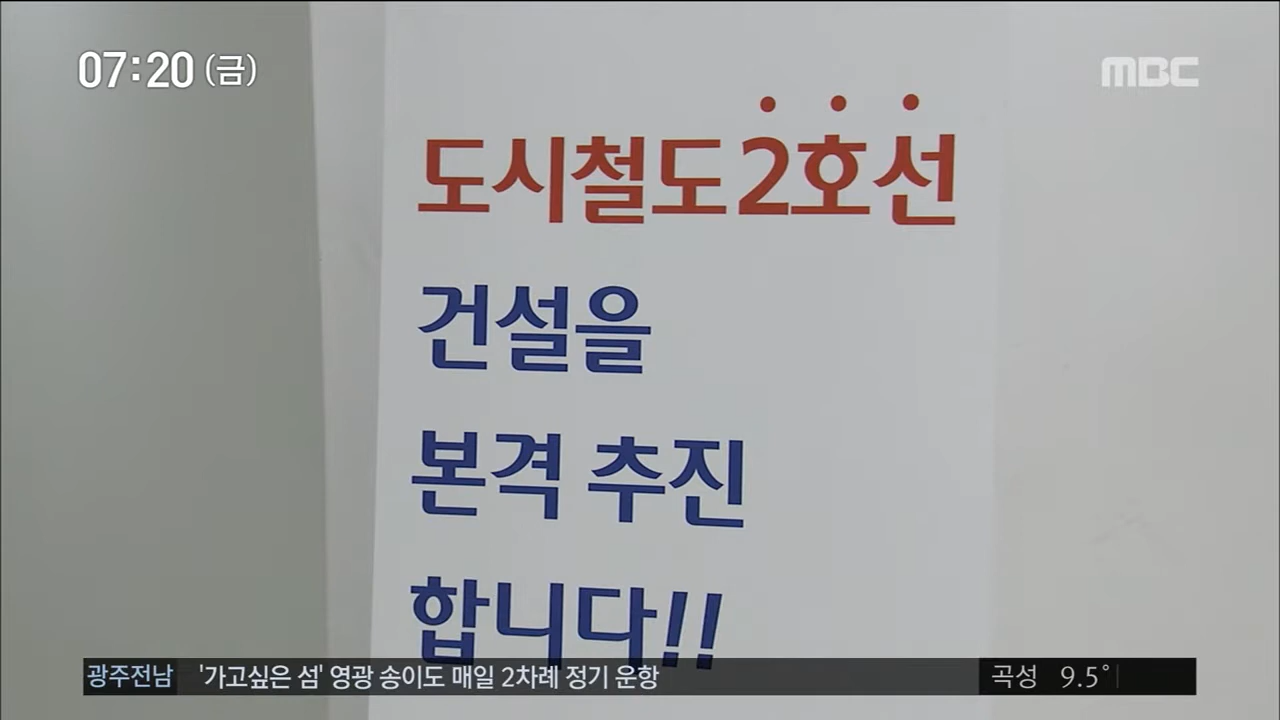 07:20 (금)
MBC
도시철도2호선
건설을
본격 추진
합니다!!
광주전남 '가고싶은 섬' 영광 송이도 매일 2차례 정기 운항
곡성 9.5°